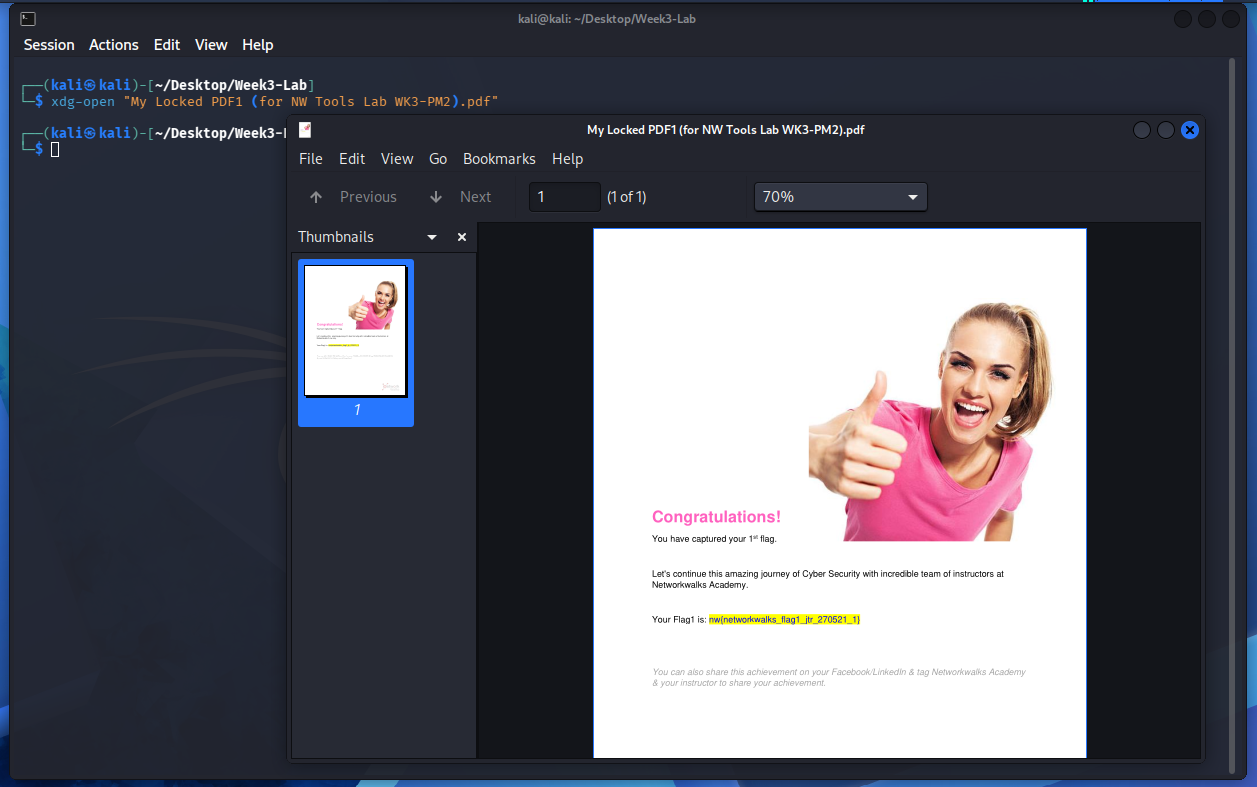 kali@kali: ~/Desktop/Week3-Lab
Session Actions Edit View Help
┌──(kali㉿kali)-[~/Desktop/Week3-Lab]
└─$ xdg-open "My Locked PDF1 (for NW Tools Lab WK3-PM2).pdf"
┌──(kali㉿kali)-[~/Desktop/Week3-
└─$
My Locked PDF1 (for NW Tools Lab WK3-PM2).pdf
File Edit View Go Bookmarks Help
Previous Next 1 (1 of 1) 70%
Thumbnails
1
Congratulations!
You have captured your 1st flag.
Let's continue this amazing journey of Cyber Security with incredible team of instructors at
Networkwalks Academy.
Your Flag1 is: nw{networkwalks_flag1_jtr_270521_1}
You can also share this achievement on your Facebook/LinkedIn & tag Networkwalks Academy
& your instructor to share your achievement.